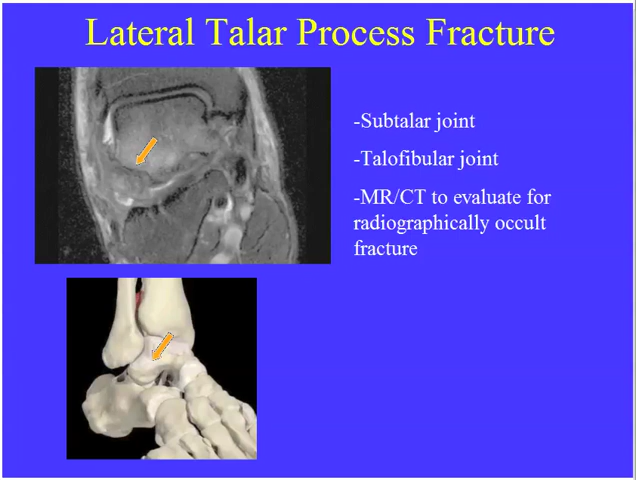 Lateral Talar Process Fracture
-Subtalar joint
-Talofibular joint
-MR/CT to evaluate for
radiographically occult
fracture